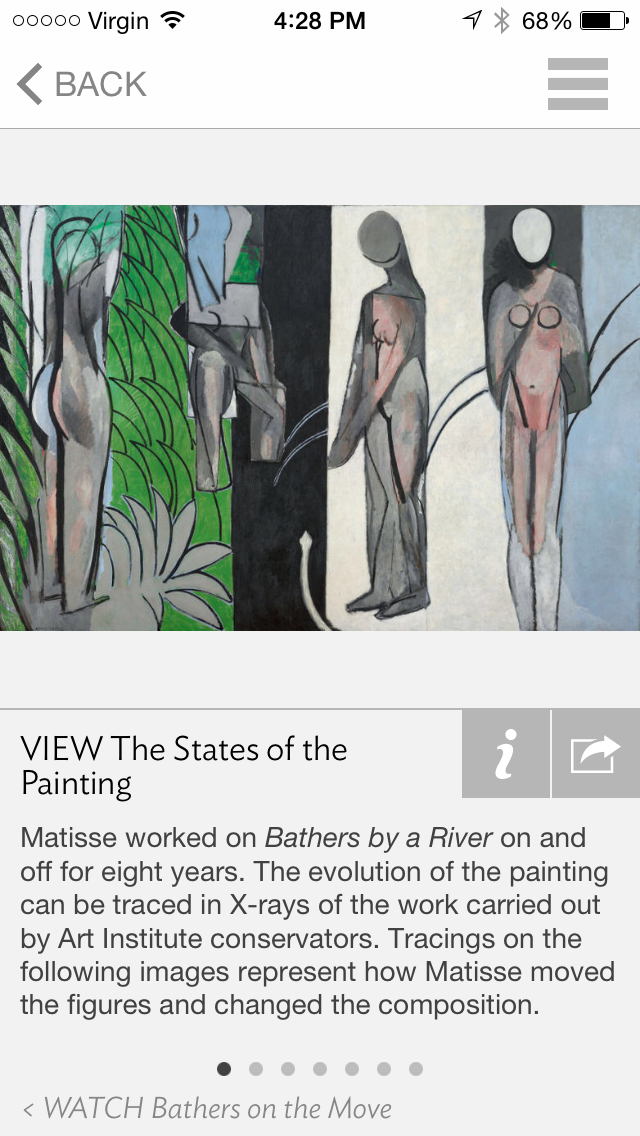 Virgin 4:28 PM 68%
BACK
VIEW The States of the
Painting
i
Matisse worked on Bathers by a River on and
off for eight years. The evolution of the painting
can be traced in X-rays of the work carried out
by Art Institute conservators. Tracings on the
following images represent how Matisse moved
the figures and changed the composition.
< WATCH Bathers on the Move